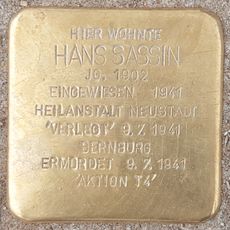 HIER WOHNTE
HANS SASSIN
JG. 1902
EINGEWIESEN 1941
HEILANSTALT NEUSTADT
'VERLEGT' 9.7.1941
BERNBURG
ERMORDET 9.7.1941
'AKTION T4'